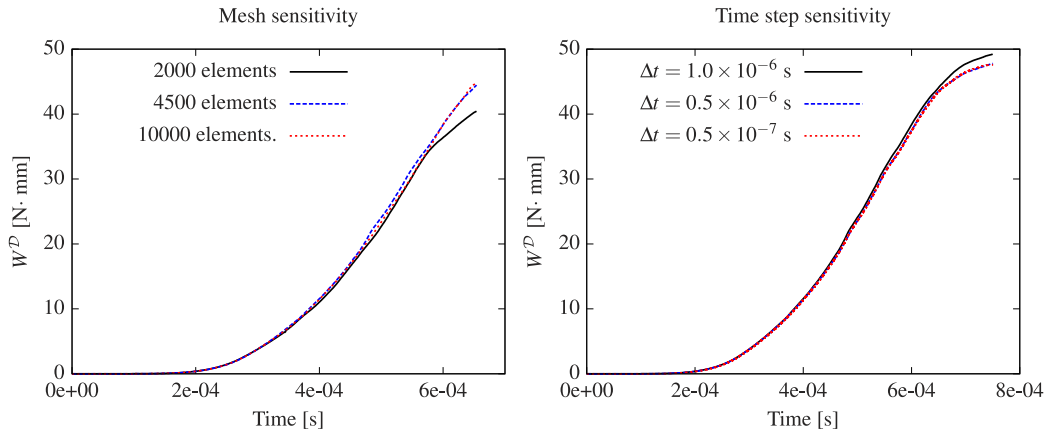 Mesh sensitivity
50
40
30
20
10
0
W^𝒟 [N· mm]
2000 elements
4500 elements
10000 elements.
0e+00
2e-04
4e-04
6e-04
Time [s]
Time step sensitivity
50
40
30
20
10
0
W^𝒟 [N· mm]
Δt = 1.0 × 10⁻⁶ s
Δt = 0.5 × 10⁻⁶ s
Δt = 0.5 × 10⁻⁷ s
0e+00
2e-04
4e-04
6e-04
8e-04
Time [s]